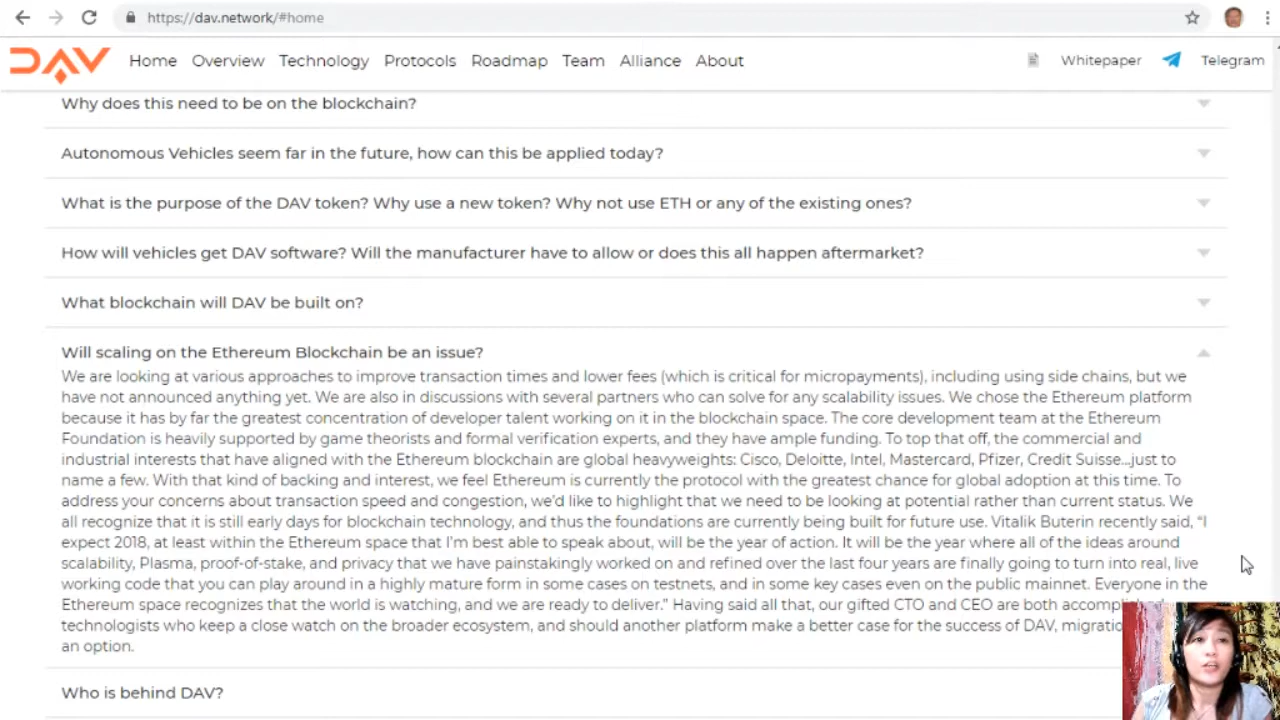 https://dav.network/#home
DAV Home Overview Technology Protocols Roadmap Team Alliance About Whitepaper Telegram
Why does this need to be on the blockchain?
Autonomous Vehicles seem far in the future, how can this be applied today?
What is the purpose of the DAV token? Why use a new token? Why not use ETH or any of the existing ones?
How will vehicles get DAV software? Will the manufacturer have to allow or does this all happen aftermarket?
What blockchain will DAV be built on?
Will scaling on the Ethereum Blockchain be an issue?
We are looking at various approaches to improve transaction times and lower fees (which is critical for micropayments), including using side chains, but we
have not announced anything yet. We are also in discussions with several partners who can solve for any scalability issues. We chose the Ethereum platform
because it has by far the greatest concentration of developer talent working on it in the blockchain space. The core development team at the Ethereum
Foundation is heavily supported by game theorists and formal verification experts, and they have ample funding. To top that off, the commercial and
industrial interests that have aligned with the Ethereum blockchain are global heavyweights: Cisco, Deloitte, Intel, Mastercard, Pfizer, Credit Suisse...just to
name a few. With that kind of backing and interest, we feel Ethereum is currently the protocol with the greatest chance for global adoption at this time. To
address your concerns about transaction speed and congestion, we'd like to highlight that we need to be looking at potential rather than current status. We
all recognize that it is still early days for blockchain technology, and thus the foundations are currently being built for future use. Vitalik Buterin recently said, “I
expect 2018, at least within the Ethereum space that I'm best able to speak about, will be the year of action. It will be the year where all of the ideas around
scalability, Plasma, proof-of-stake, and privacy that we have painstakingly worked on and refined over the last four years are finally going to turn into real, live
working code that you can play around in a highly mature form in some cases on testnets, and in some key cases even on the public mainnet. Everyone in the
Ethereum space recognizes that the world is watching, and we are ready to deliver.” Having said all that, our gifted CTO and CEO are both
technologists who keep a close watch on the broader ecosystem, and should another platform make a better case for the success of DAV,
an option.
Who is behind DAV?